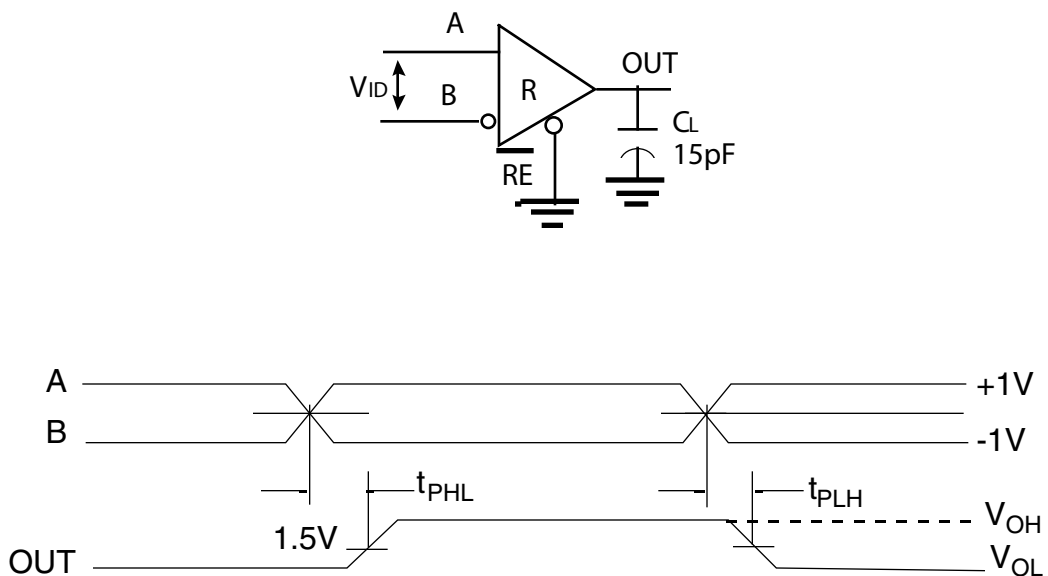 A
OUT
VID
B
R
CL
15pF
RE
A
+1V
B
-1V
tPHL
tPLH
1.5V
VOH
OUT
VOL